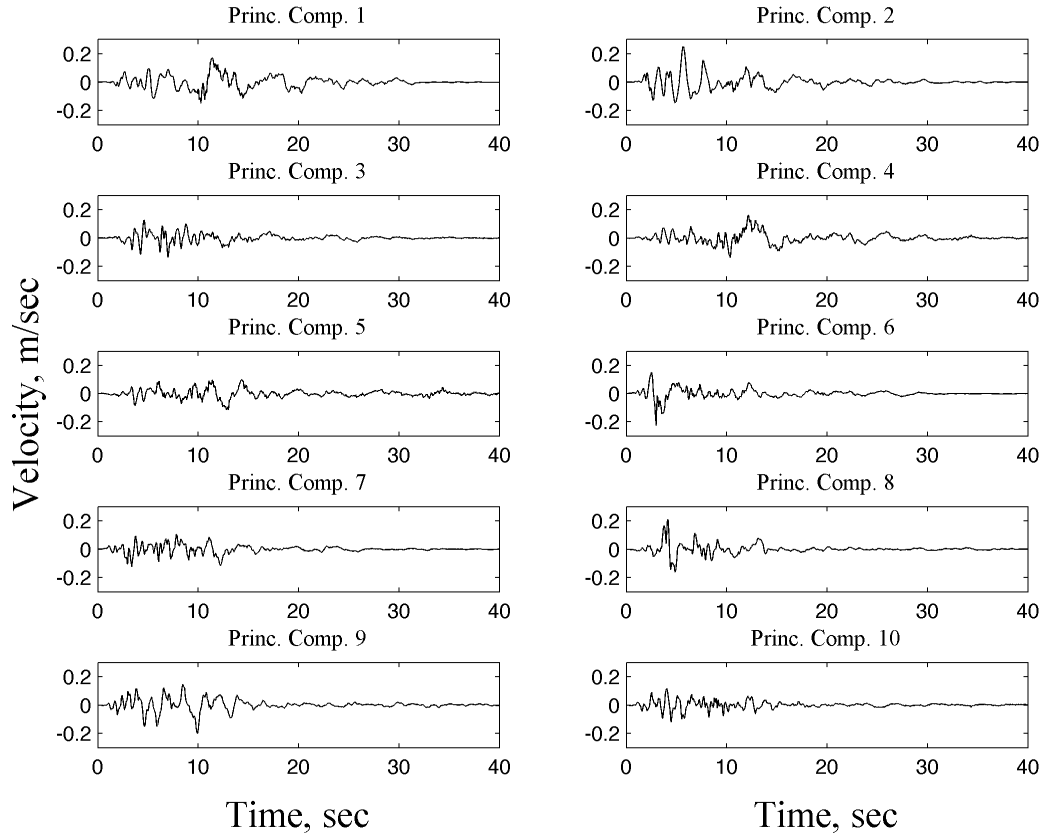 Princ. Comp. 1
0.2
0
-0.2
0 10 20 30 40
Princ. Comp. 2
0.2
0
-0.2
0 10 20 30 40
Princ. Comp. 3
0.2
0
-0.2
0 10 20 30 40
Princ. Comp. 4
0.2
0
-0.2
0 10 20 30 40
Princ. Comp. 5
0.2
0
-0.2
0 10 20 30 40
Princ. Comp. 6
0.2
0
-0.2
0 10 20 30 40
Princ. Comp. 7
0.2
0
-0.2
0 10 20 30 40
Princ. Comp. 8
0.2
0
-0.2
0 10 20 30 40
Princ. Comp. 9
0.2
0
-0.2
0 10 20 30 40
Princ. Comp. 10
0.2
0
-0.2
0 10 20 30 40
Velocity, m/sec
Time, sec
Time, sec